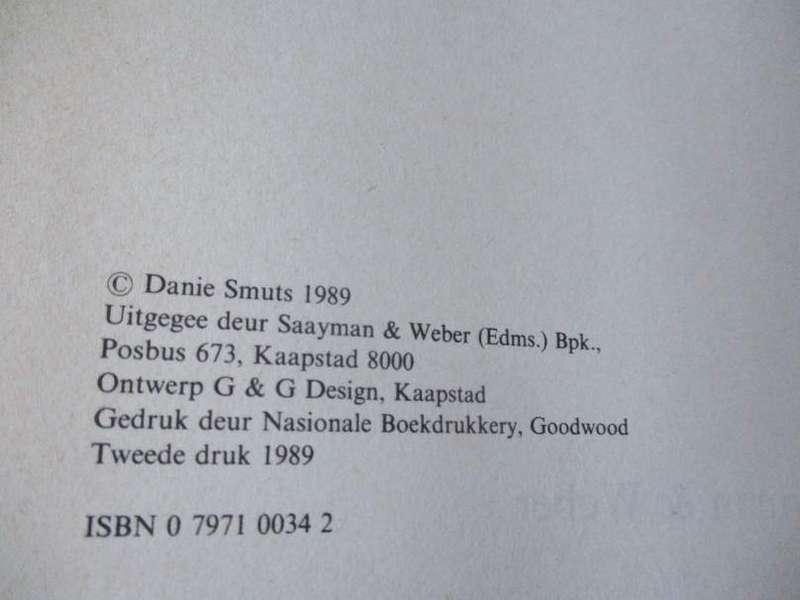 © Danie Smuts 1989
Uitgegee deur Saayman & Weber (Edms.) Bpk.,
Posbus 673, Kaapstad 8000
Ontwerp G & G Design, Kaapstad
Gedruk deur Nasionale Boekdrukkery, Goodwood
Tweede druk 1989
ISBN 0 7971 0034 2